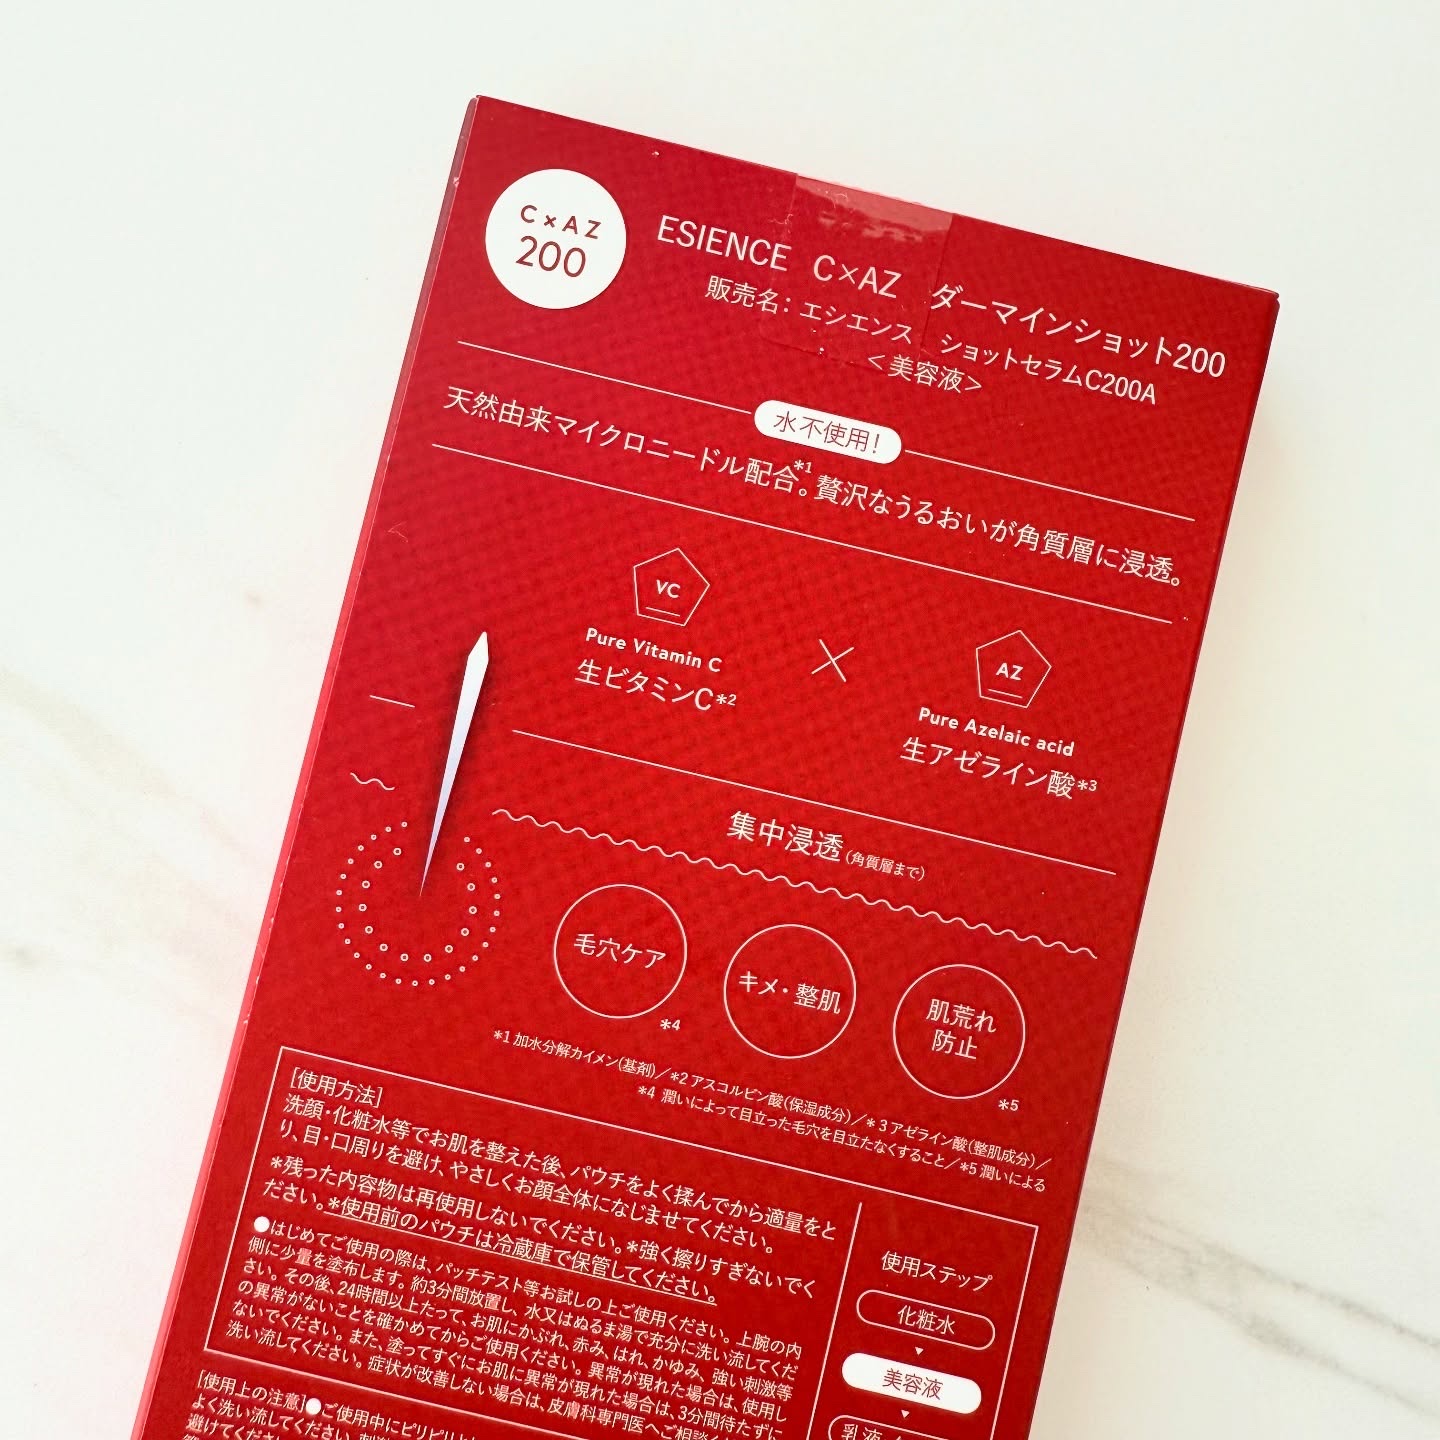 C×AZ
200
ESIENCE C×AZ ダーマインショット200
販売名：エシエンス ショットセラムC200A
＜美容液＞
水不使用！
天然由来マイクロニードル配合*1。贅沢なうるおいが角質層に浸透。
VC
Pure Vitamin C
生ビタミンC*2
×
AZ
Pure Azelaic acid
生アゼライン酸*3
集中浸透(角質層まで)
毛穴ケア
*4
キメ・整肌
肌荒れ
防止
*5
*1 加水分解カイメン(基剤)／*2 アスコルビン酸(保湿成分)／*3 アゼライン酸(整肌成分)／
*4 潤いによって目立った毛穴を目立たなくすること／*5 潤いによる
[使用方法]
洗顔・化粧水等でお肌を整えた後、パウチをよく揉んでから適量をと
り、目・口周りを避け、やさしくお顔全体になじませてください。
*残った内容物は再使用しないでください。*強く擦りすぎないでく
ださい。*使用前のパウチは冷蔵庫で保管してください。
●はじめてご使用の際は、パッチテスト等お試しの上ご使用ください。上腕の内
側に少量を塗布します。約3分間放置し、水又はぬるま湯で充分に洗い流してくだ
さい。その後、24時間以上たって、お肌にかぶれ、赤み、はれ、かゆみ、強い刺激等
の異常がないことを確かめてからご使用ください。異常が現れた場合は、使用し
ないでください。また、塗ってすぐにお肌に異常が現れた場合は、3分間待たずに
洗い流してください。症状が改善しない場合は、皮膚科専門医へご相談く
使用ステップ
化粧水
美容液
乳液
[使用上の注意]●ご使用中にピリピリと
よく洗い流してください。刺激
避けてくださ